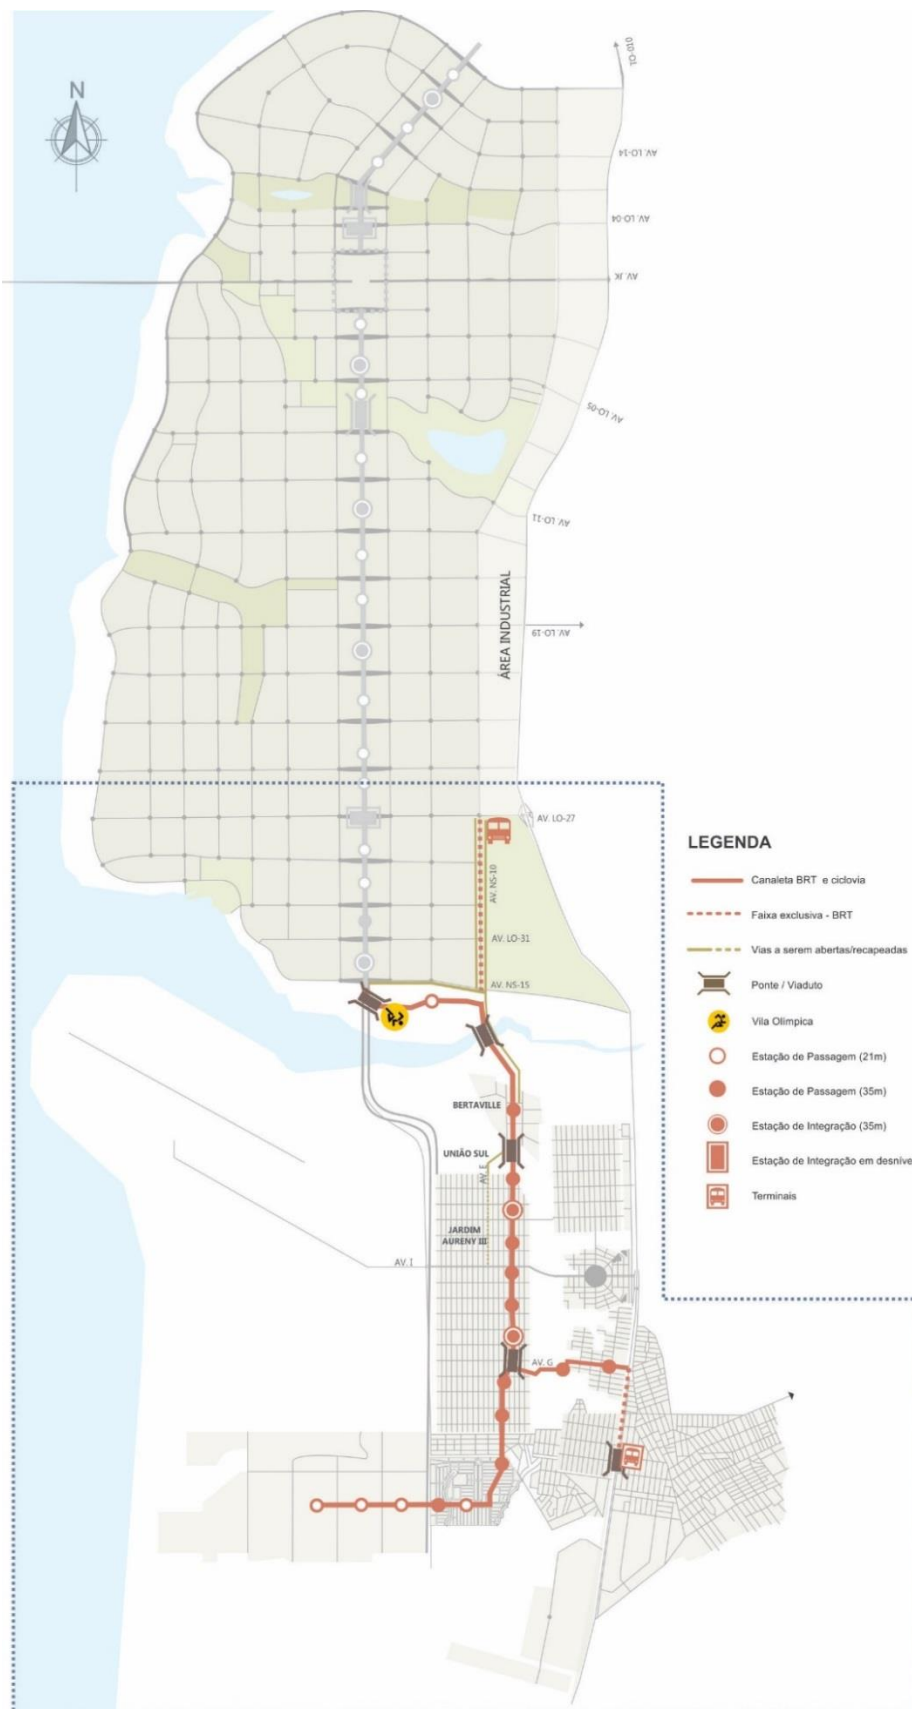 N
TO-010
AV. LO-14
AV. LO-04
AV. JK
AV. LO-05
AV. LO-11
ÁREA INDUSTRIAL
AV. LO-19
AV. LO-27
AV. NS-10
AV. LO-31
AV. NS-15
LEGENDA
Canaleta BRT e ciclovia
Faixa exclusiva - BRT
Vias a serem abertas/recapeadas
Ponte / Viaduto
Vila Olímpica
Estação de Passagem (21m)
Estação de Passagem (35m)
Estação de Integração (35m)
Estação de Integração em desníve
Terminais
BERTAVILLE
UNIÃO SUL
AV. E
JARDIM
AURENY III
AV. I
AV. G